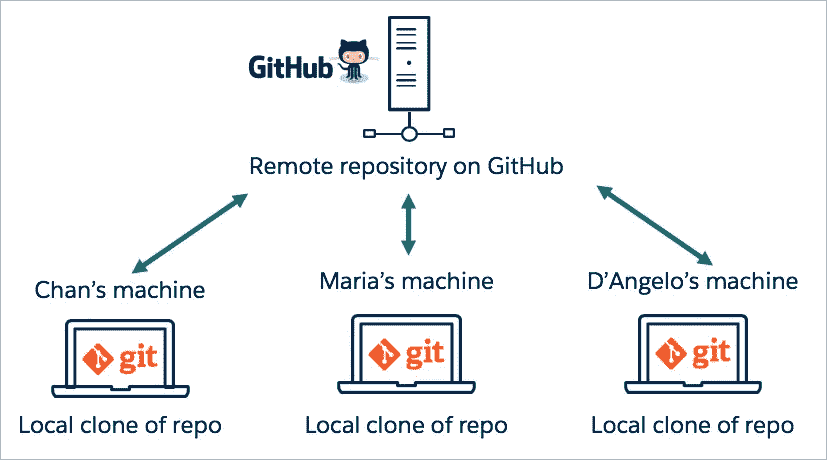 GitHub
Remote repository on GitHub
Chan's machine
Maria's machine
D'Angelo's machine
git
git
git
Local clone of repo
Local clone of repo
Local clone of repo